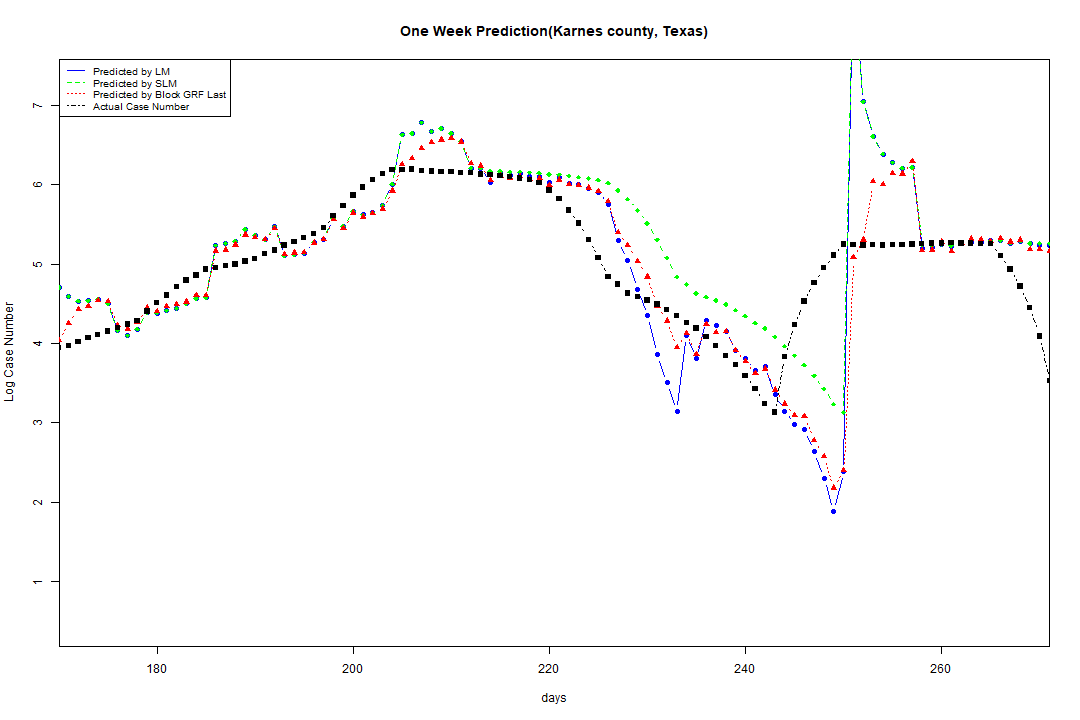 One Week Prediction(Karnes county, Texas)
Predicted by LM
Predicted by SLM
Predicted by Block GRF Last
Actual Case Number
7
6
5
4
3
2
1
Log Case Number
180 200 220 240 260
days